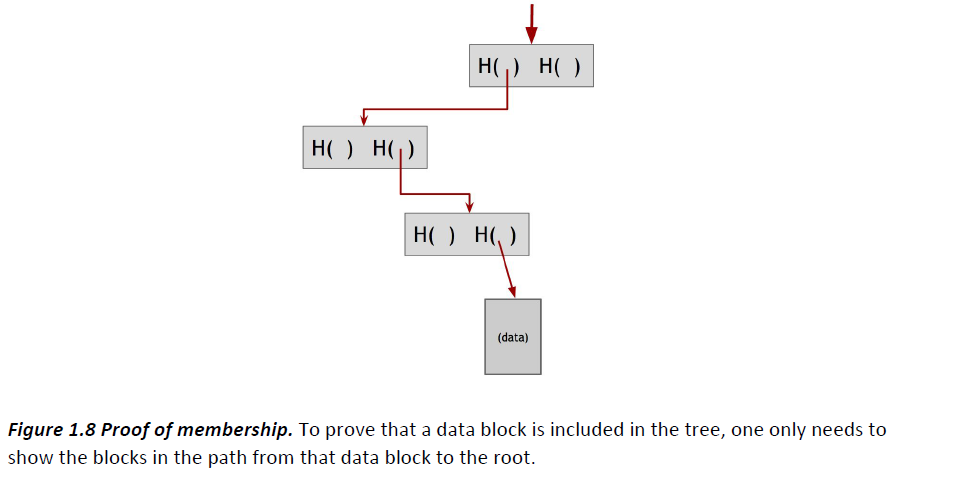 H( ) H( )
H( ) H( )
H( ) H( )
(data)
Figure 1.8 Proof of membership. To prove that a data block is included in the tree, one only needs to
show the blocks in the path from that data block to the root.